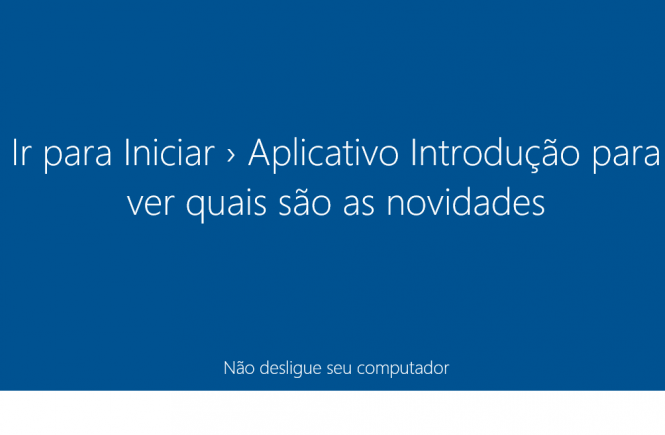 Ir para Iniciar › Aplicativo Introdução para
ver quais são as novidades
Não desligue seu computador